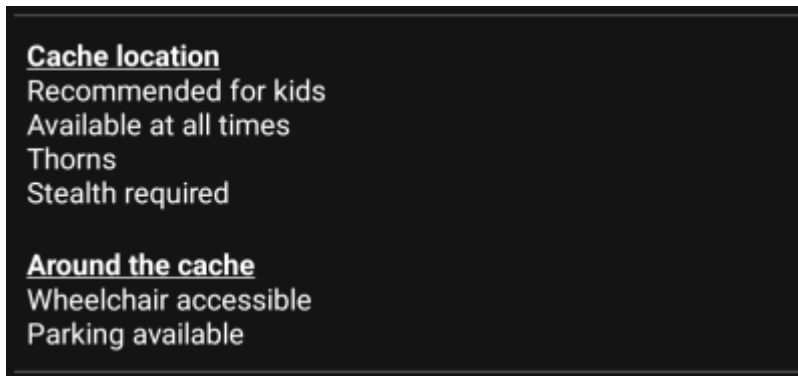 Cache location
Recommended for kids
Available at all times
Thorns
Stealth required
Around the cache
Wheelchair accessible
Parking available